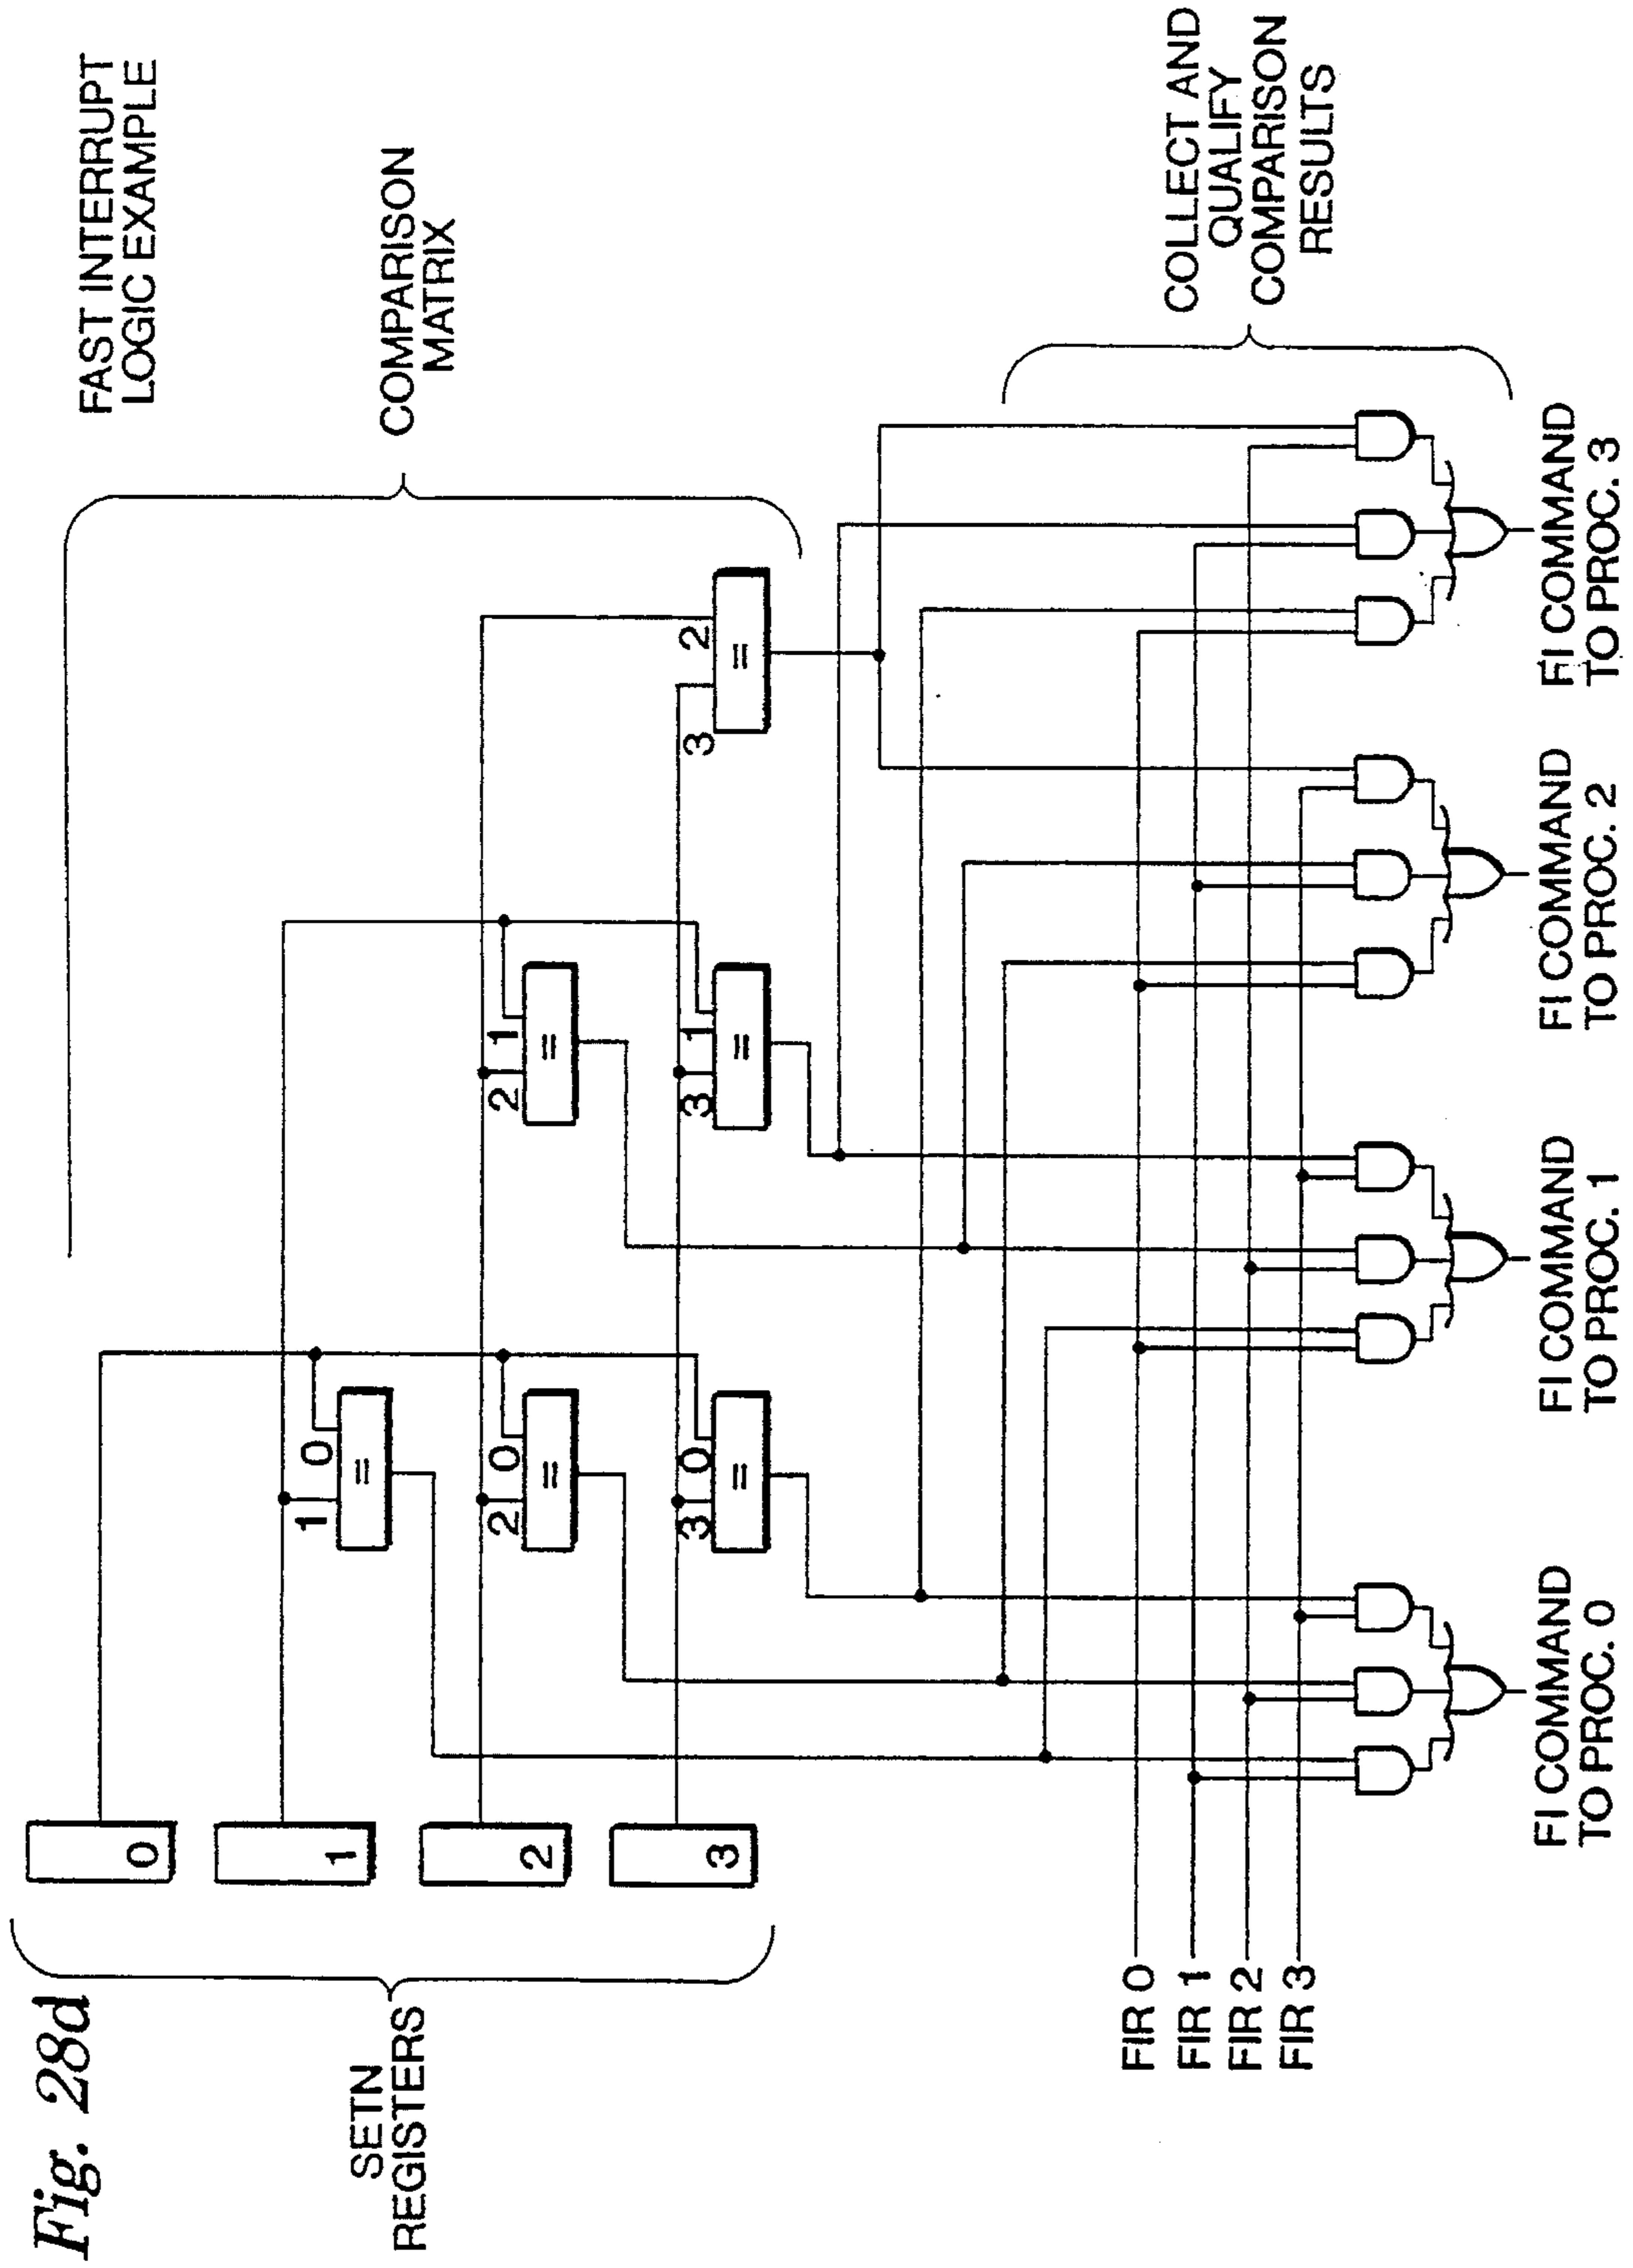 Fig. 28d
FAST INTERRUPT
LOGIC EXAMPLE
SETN
REGISTERS
COMPARISON
MATRIX
0
1
2
3
1 0
=
2 0
=
3 0
=
2 1
=
3 1
=
3 2
=
COLLECT AND
QUALIFY
COMPARISON
RESULTS
FIR 0
FIR 1
FIR 2
FIR 3
FI COMMAND
TO PROC. 0
FI COMMAND
TO PROC. 1
FI COMMAND
TO PROC. 2
FI COMMAND
TO PROC. 3